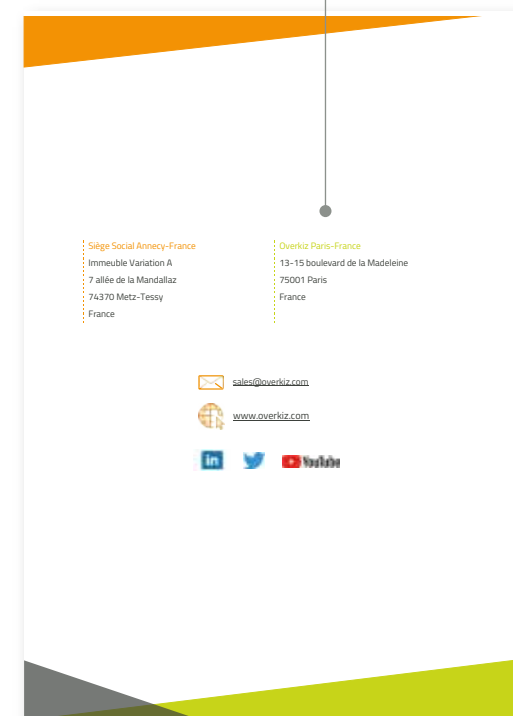 Siège Social Annecy-France
Immeuble Variation A
7 allée de la Mandallaz
74370 Metz-Tessy
France
Overkiz Paris-France
13-15 boulevard de la Madeleine
75001 Paris
France
sales@overkiz.com
www.overkiz.com
in
YouTube